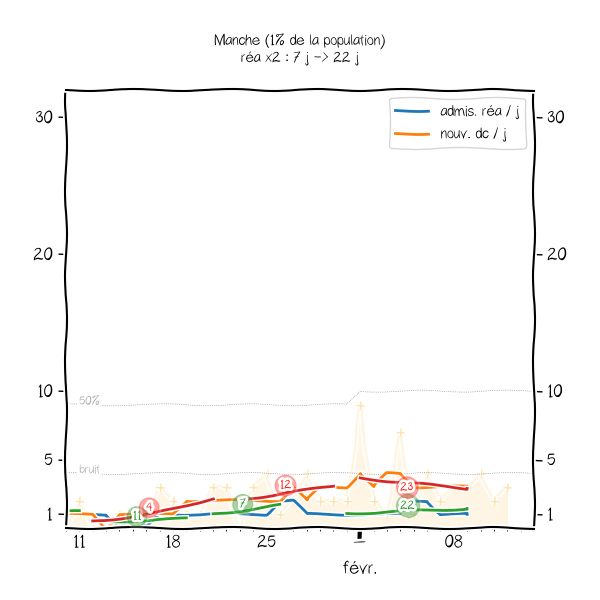 Manche (1% de la population)
réa x2 : 7 j -> 22 j
admis. réa / j
nouv. dc / j
30 30
20 20
10 10
50%
5 5
bruit
12
23
4
7
22
11
1 1
11 18 25 1 08
févr.